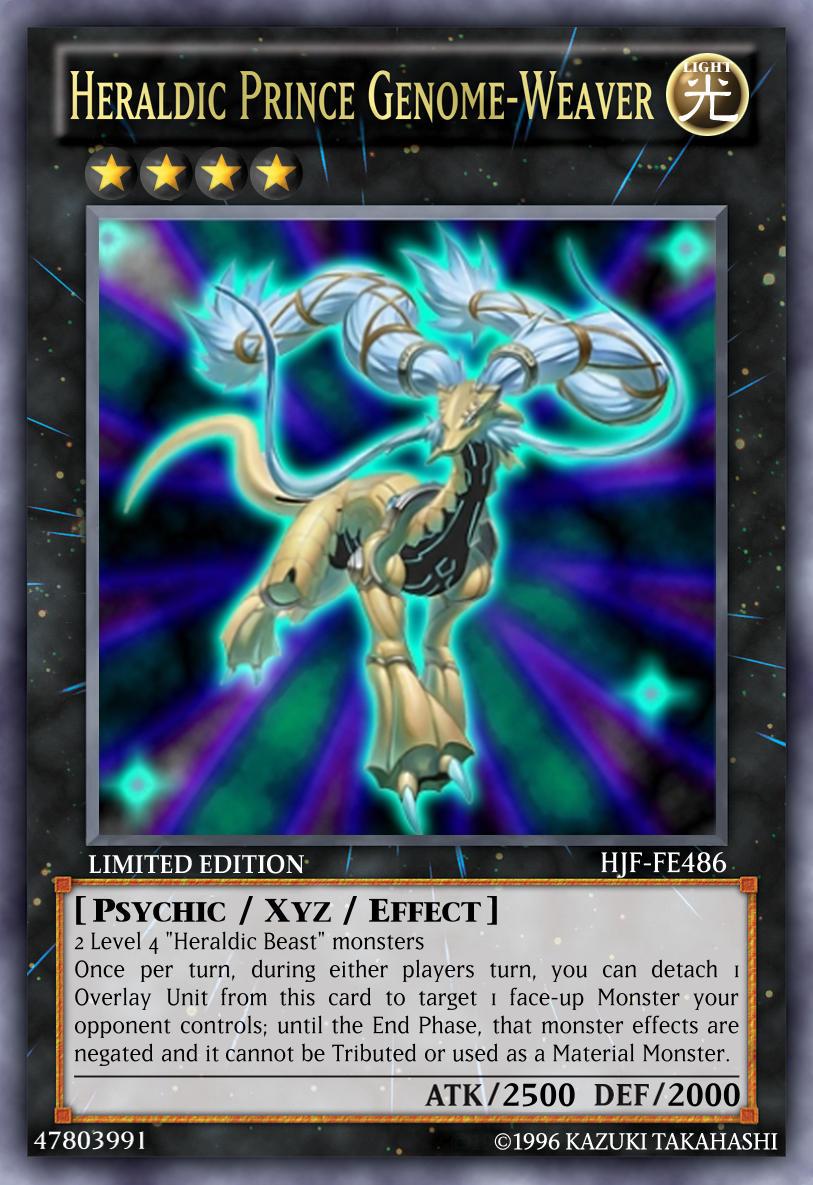 Heraldic Prince Genome-Weaver
LIGHT
光
LIMITED EDITION
HJF-FE486
[ Psychic / Xyz / Effect ]
2 Level 4 "Heraldic Beast" monsters
Once per turn, during either players turn, you can detach 1
Overlay Unit from this card to target 1 face-up Monster your
opponent controls; until the End Phase, that monster effects are
negated and it cannot be Tributed or used as a Material Monster.
ATK/2500 DEF/2000
47803991
©1996 KAZUKI TAKAHASHI